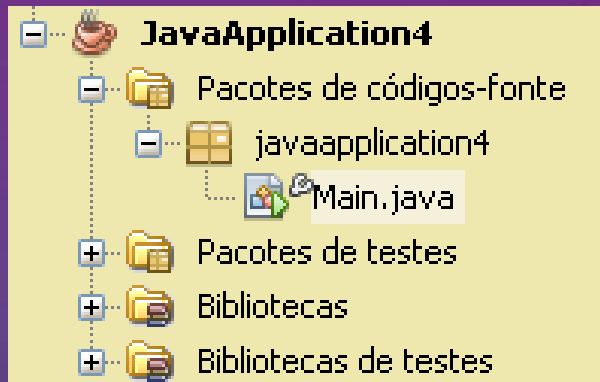 JavaApplication4
Pacotes de códigos-fonte
javaapplication4
Main.java
Pacotes de testes
Bibliotecas
Bibliotecas de testes